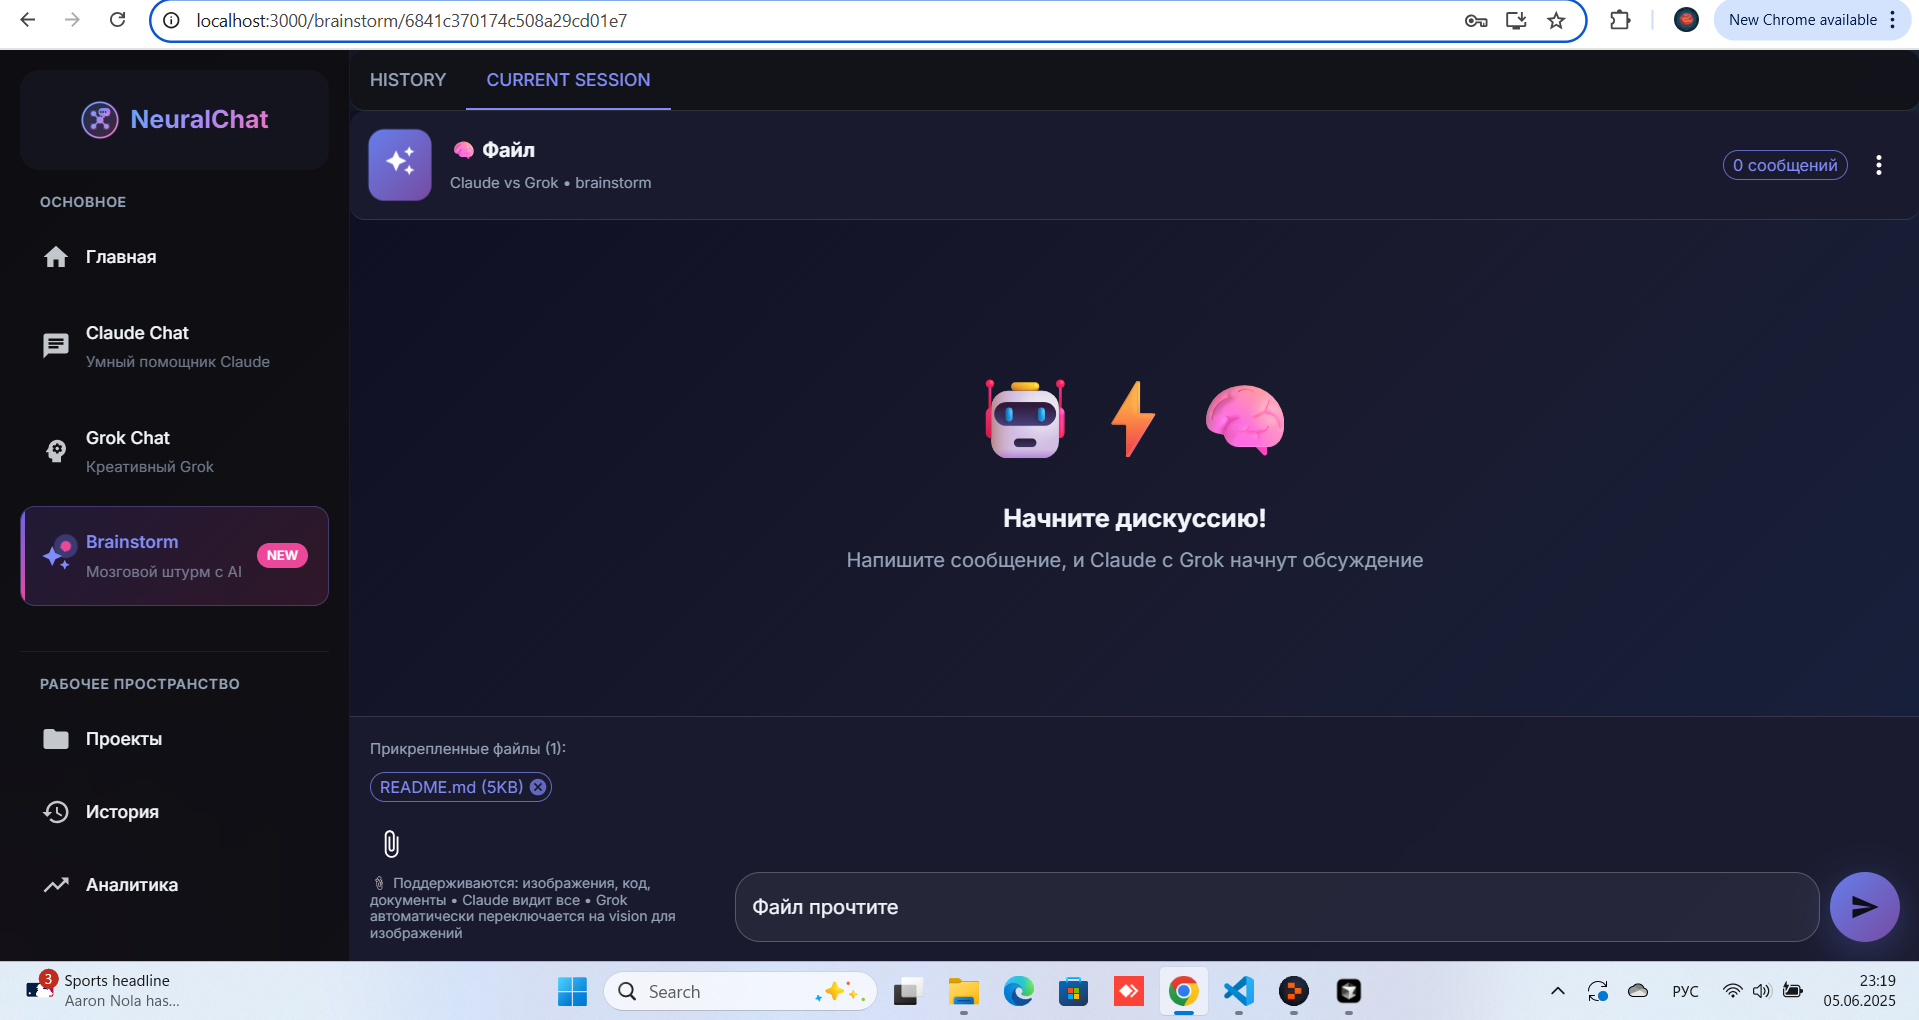 localhost:3000/brainstorm/6841c370174c508a29cd01e7
New Chrome available
NeuralChat
ОСНОВНОЕ
Главная
Claude Chat
Умный помощник Claude
Grok Chat
Креативный Grok
Brainstorm
NEW
Мозговой штурм с AI
РАБОЧЕЕ ПРОСТРАНСТВО
Проекты
История
Аналитика
HISTORY
CURRENT SESSION
Файл
Claude vs Grok • brainstorm
0 сообщений
Начните дискуссию!
Напишите сообщение, и Claude с Grok начнут обсуждение
Прикрепленные файлы (1):
README.md (5KB)
Поддерживаются: изображения, код,
документы • Claude видит все • Grok
автоматически переключается на vision для
изображений
Файл прочтите
3
Sports headline
Aaron Nola has...
Search
РУС
23:19
05.06.2025